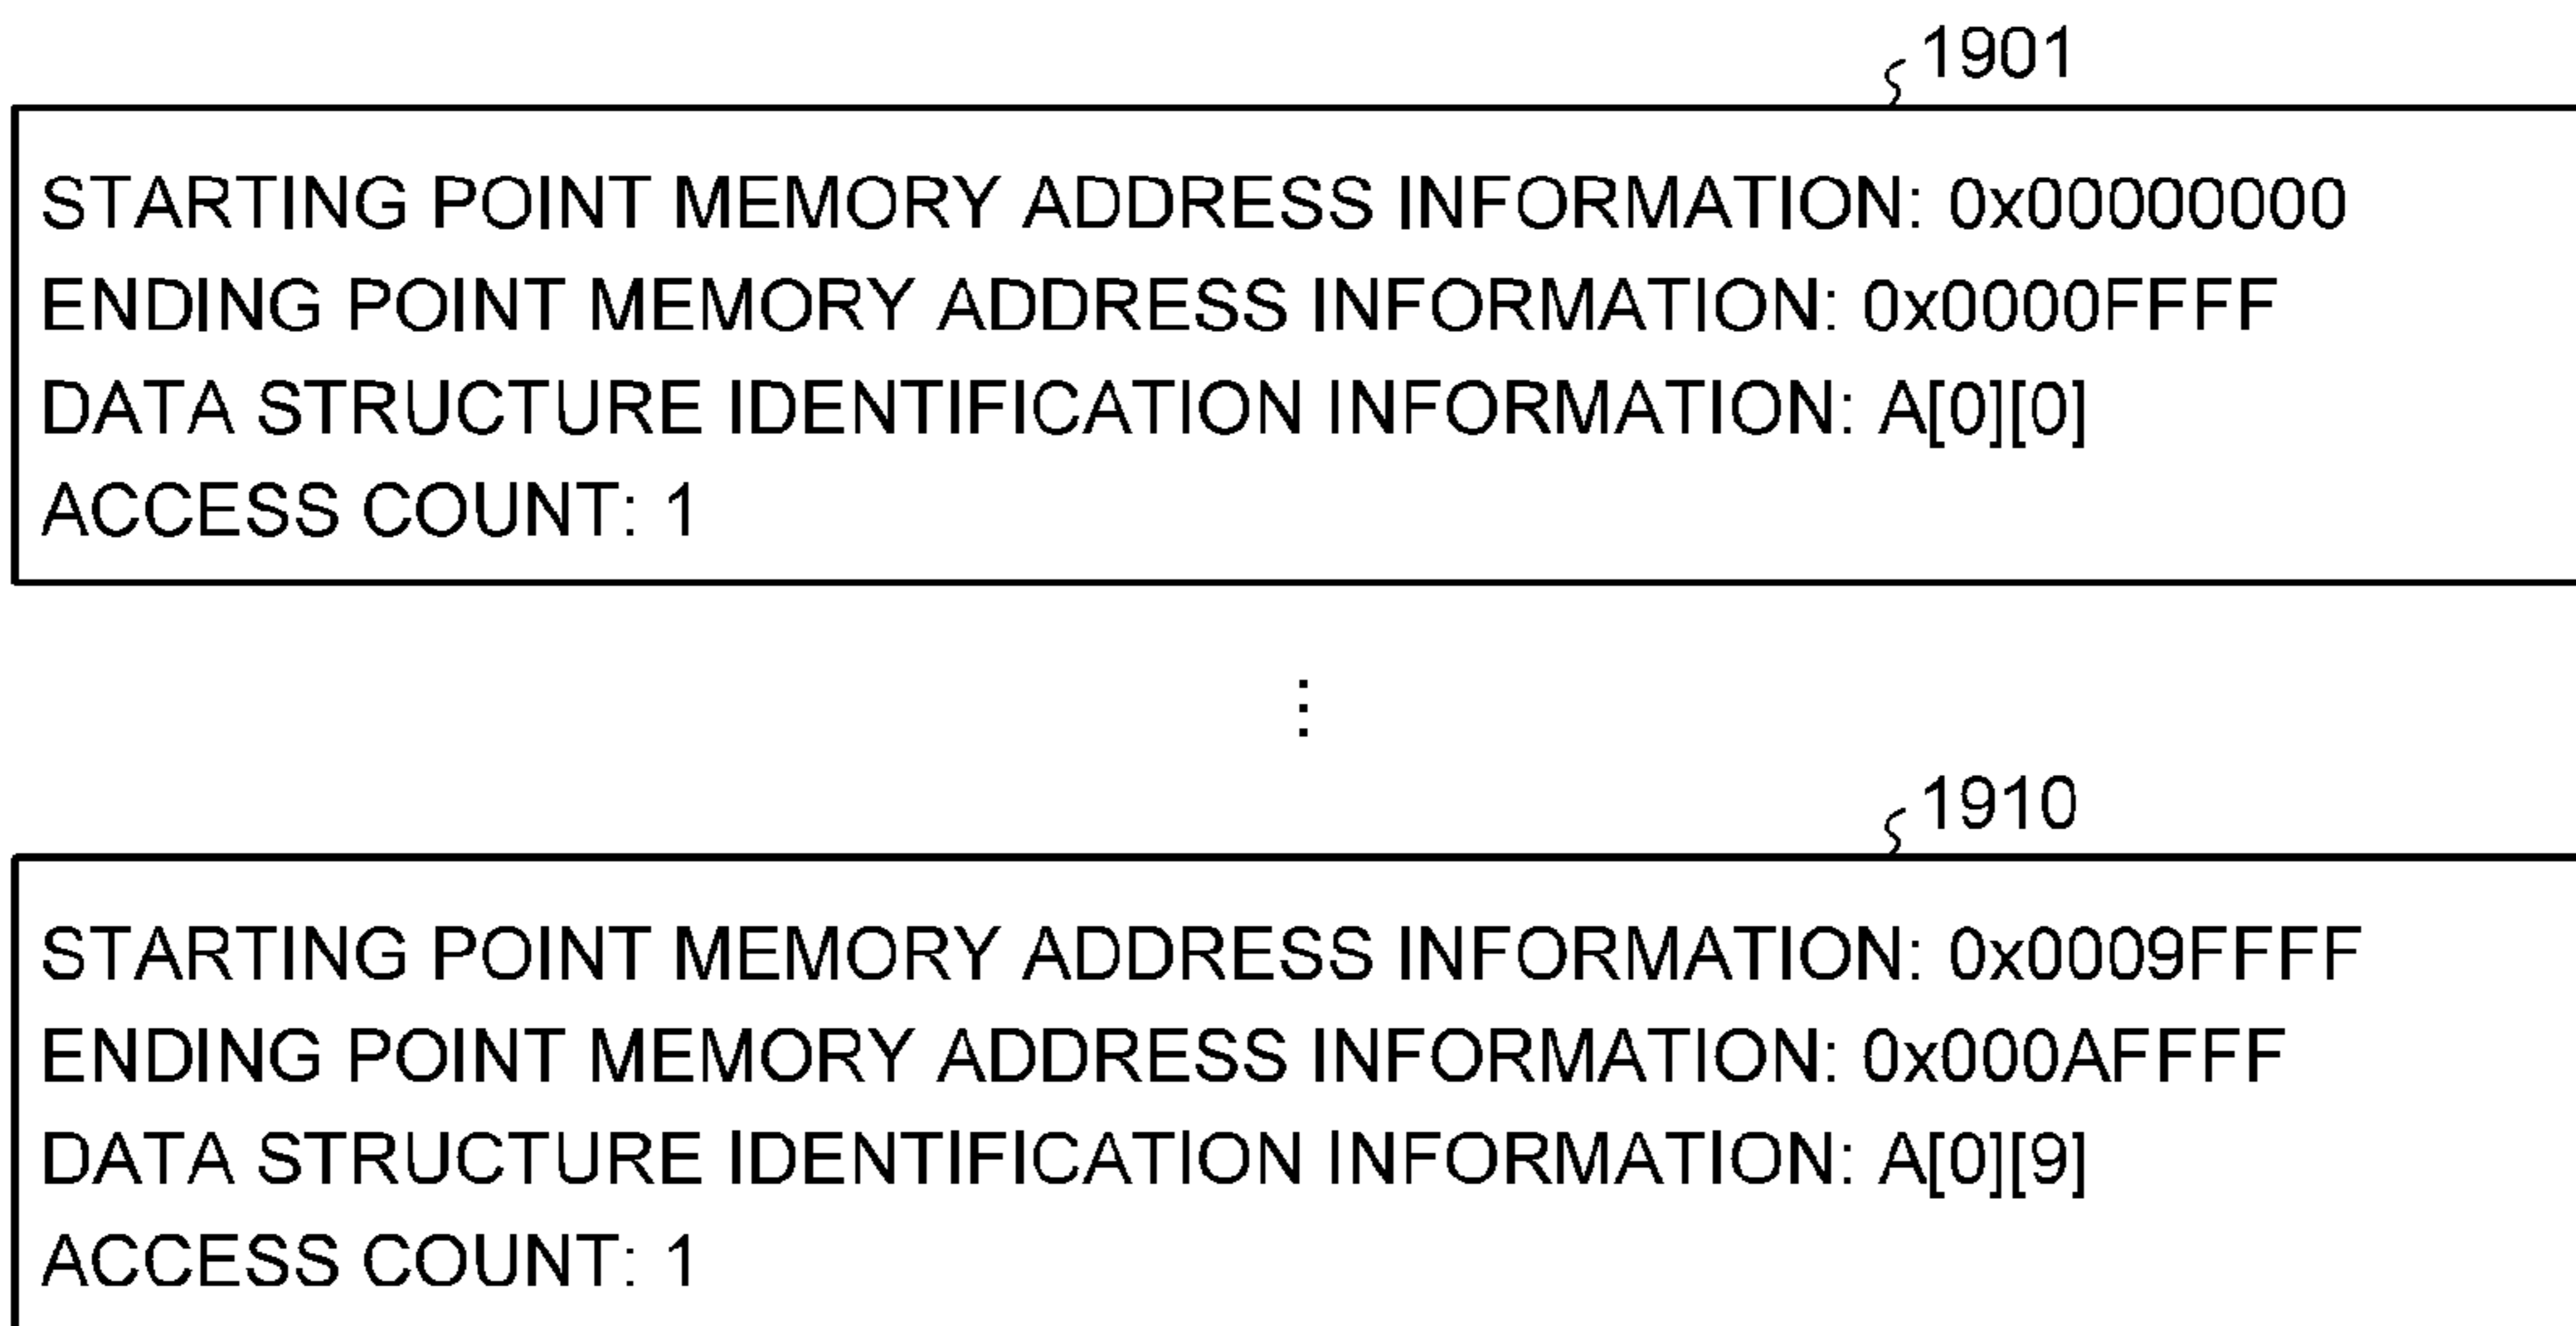 1901
STARTING POINT MEMORY ADDRESS INFORMATION: 0x00000000
ENDING POINT MEMORY ADDRESS INFORMATION: 0x0000FFFF
DATA STRUCTURE IDENTIFICATION INFORMATION: A[0][0]
ACCESS COUNT: 1
⋮
1910
STARTING POINT MEMORY ADDRESS INFORMATION: 0x0009FFFF
ENDING POINT MEMORY ADDRESS INFORMATION: 0x000AFFFF
DATA STRUCTURE IDENTIFICATION INFORMATION: A[0][9]
ACCESS COUNT: 1